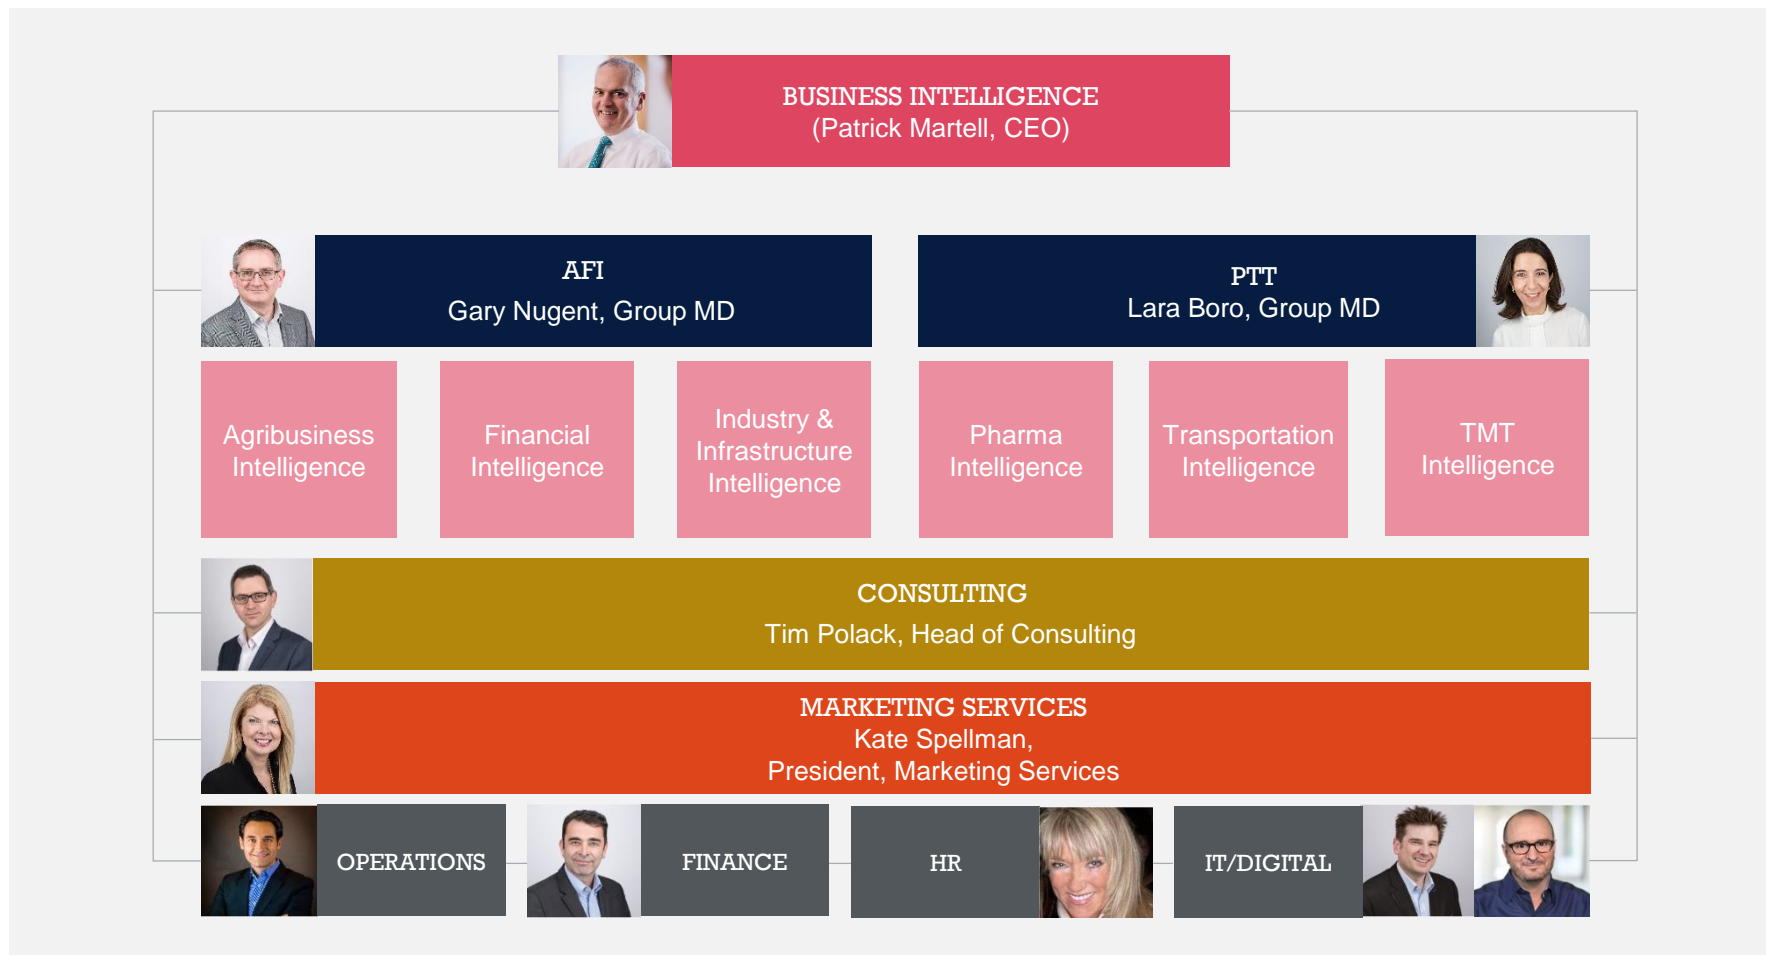 BUSINESS INTELLIGENCE
(Patrick Martell, CEO)
AFI
Gary Nugent, Group MD
PTT
Lara Boro, Group MD
Agribusiness
Intelligence
Financial
Intelligence
Industry &
Infrastructure
Intelligence
Pharma
Intelligence
Transportation
Intelligence
TMT
Intelligence
CONSULTING
Tim Polack, Head of Consulting
MARKETING SERVICES
Kate Spellman,
President, Marketing Services
OPERATIONS
FINANCE
HR
IT/DIGITAL